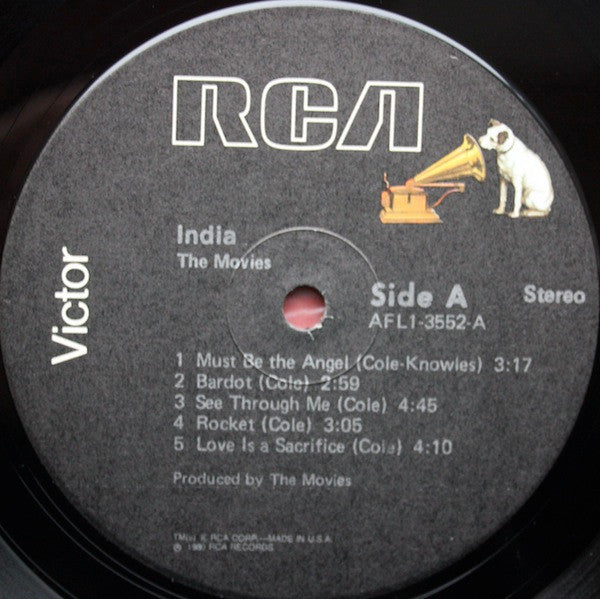 RCA
Victor
India
The Movies
Side A
Stereo
AFL1-3552-A
1 Must Be the Angel (Cole-Knowles) 3:17
2 Bardot (Cole) 2:59
3 See Through Me (Cole) 4:45
4 Rocket (Cole) 3:05
5 Love Is a Sacrifice (Cole) 4:10
Produced by The Movies
RCA CORP.—MADE IN U.S.A.
℗ 1980 RCA RECORDS